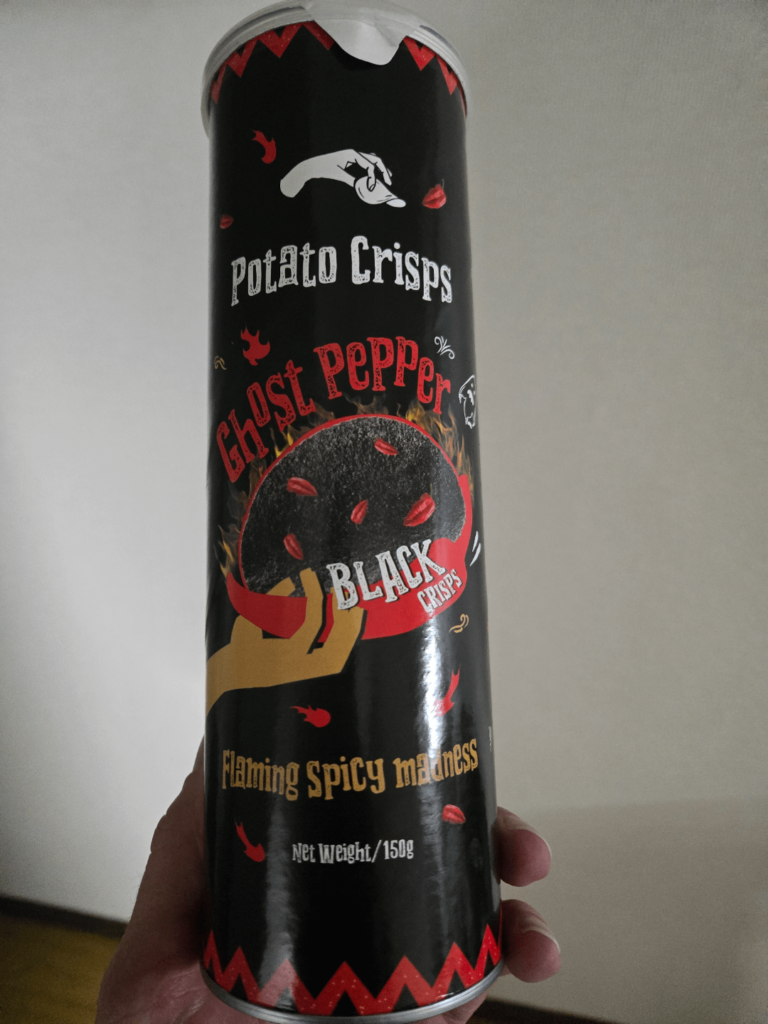 Potato Crisps
Ghost Pepper
BLACK
CRISPS
Flaming spicy madness
Net Weight/150g